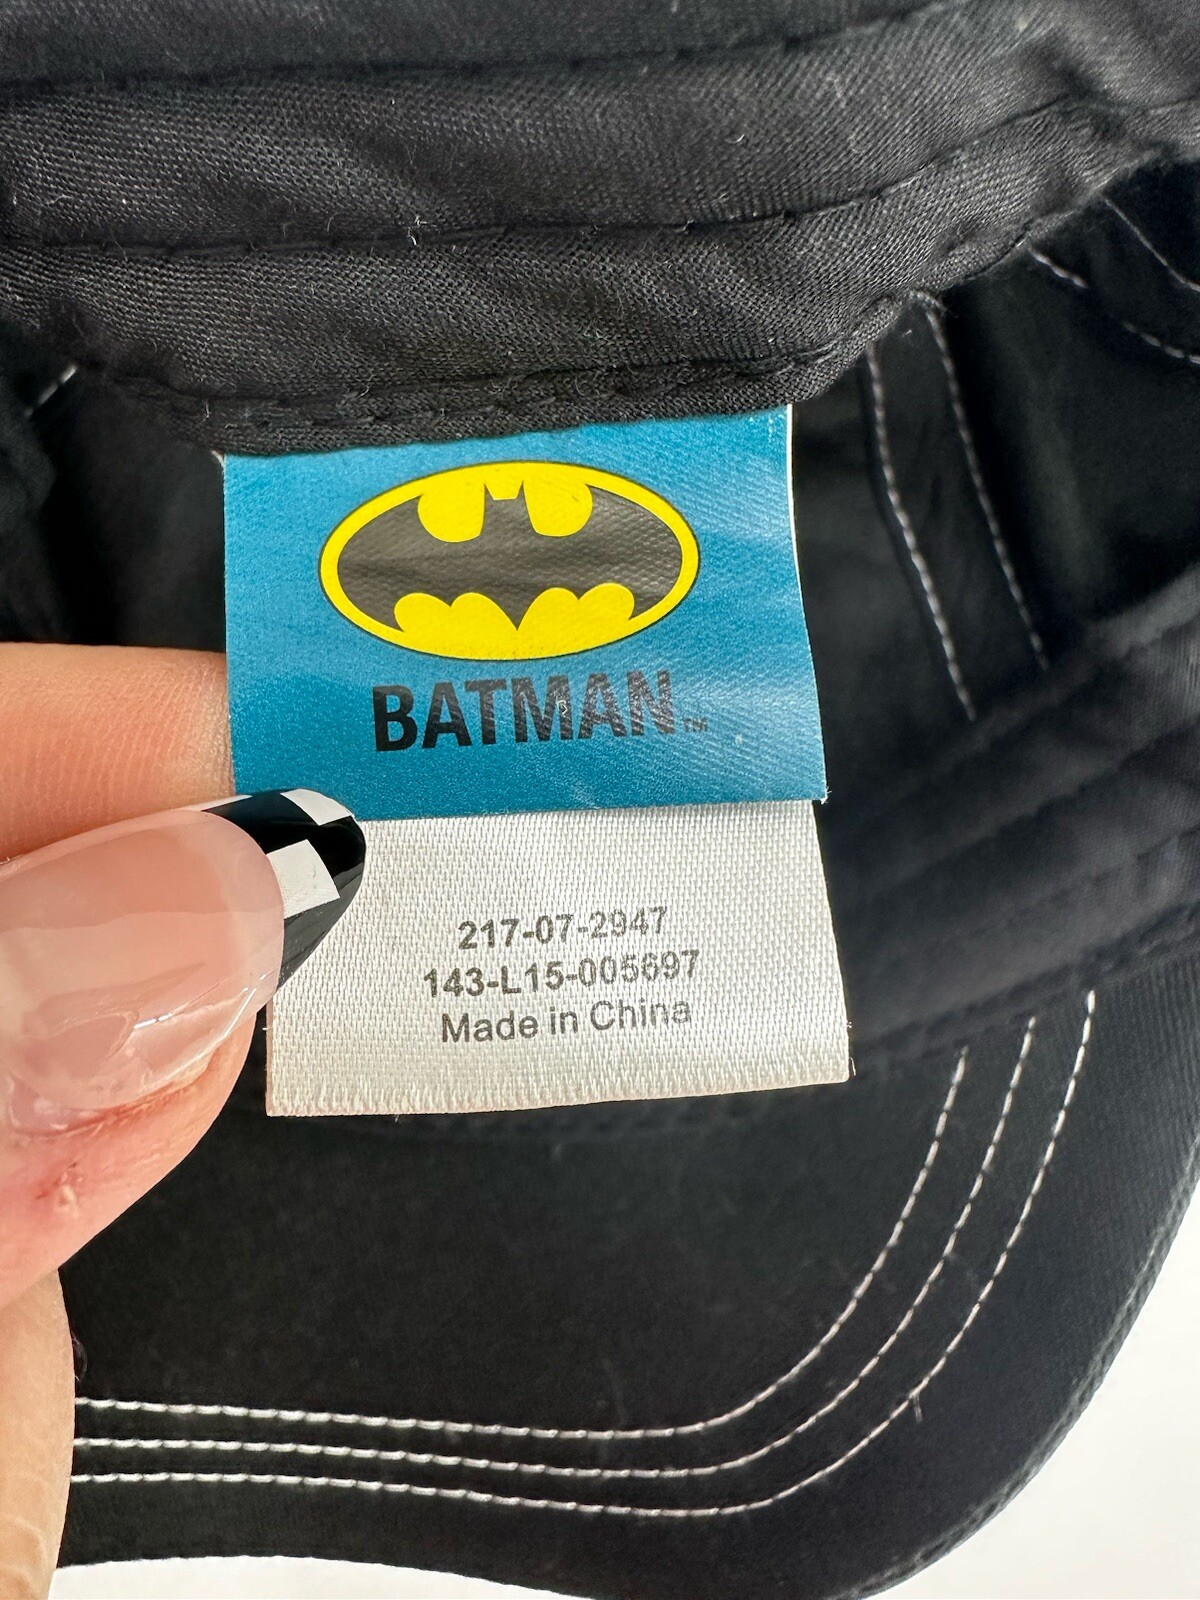 BATMAN™
217-07-2947
143-L15-005697
Made in China